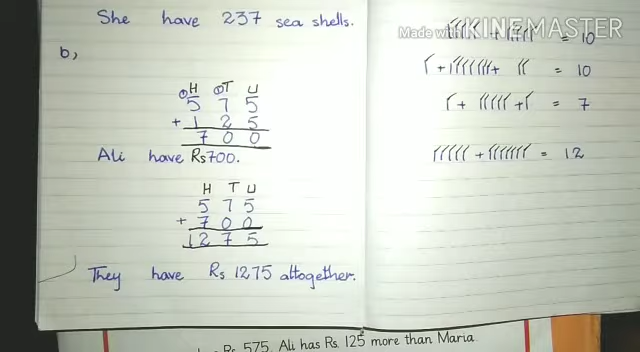 She have 237 sea shells.
b,
H T U
1 1
5 7 5
+ 1 2 5
7 0 0
Ali have Rs700.
H T U
5 7 5
+ 7 0 0
1 2 7 5
They have Rs 1275 altogether.
Made with KINEMASTER
= 10
= 10
= 7
= 12
Rs. 575. Ali has Rs. 125 more than Maria.